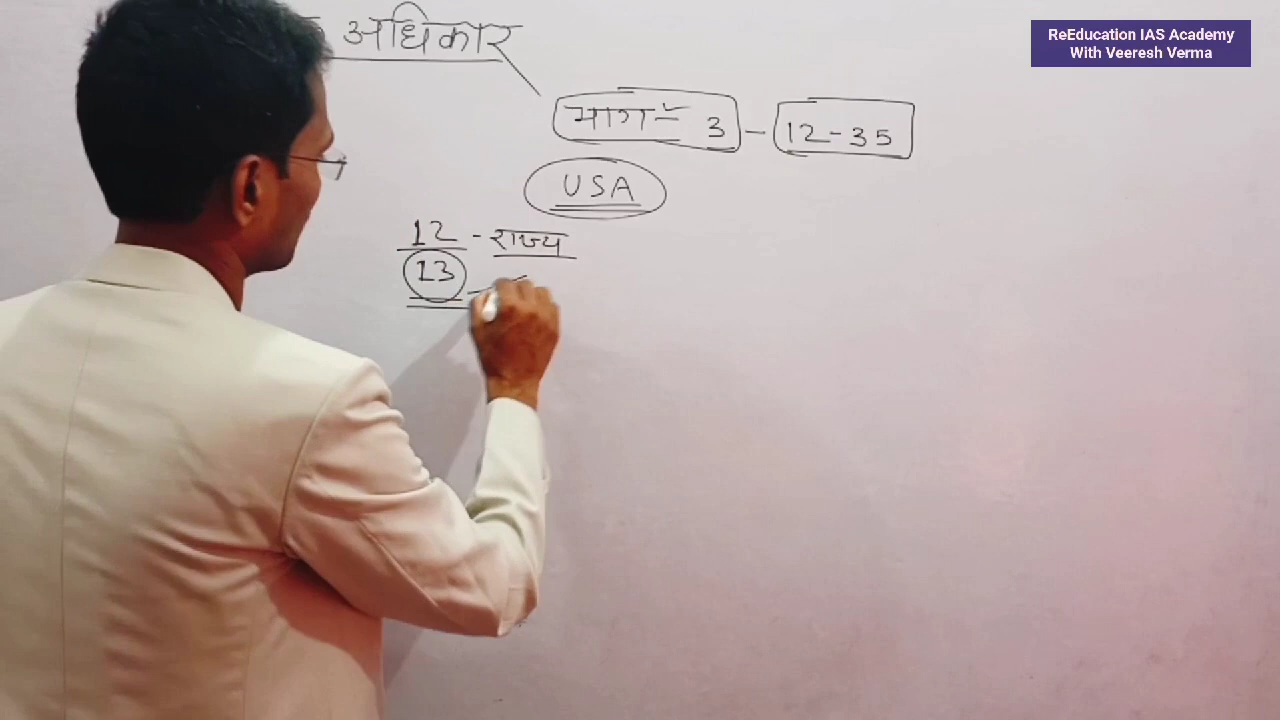 ReEducation IAS Academy
With Veeresh Verma
अधिकार
भाग:- 3 - 12-35
USA
12 - राज्य
13 -